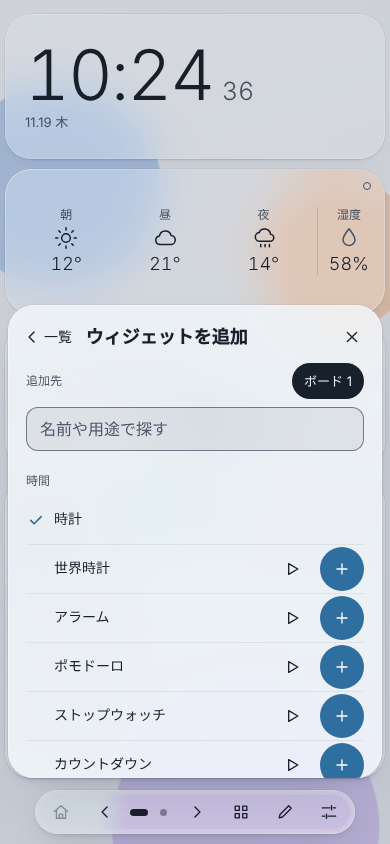 10:24 36
11.19 木
朝 昼 夜 湿度
12° 21° 14° 58%
一覧 ウィジェットを追加
追加先 ボード 1
名前や用途で探す
時間
時計
世界時計
アラーム
ポモドーロ
ストップウォッチ
カウントダウン